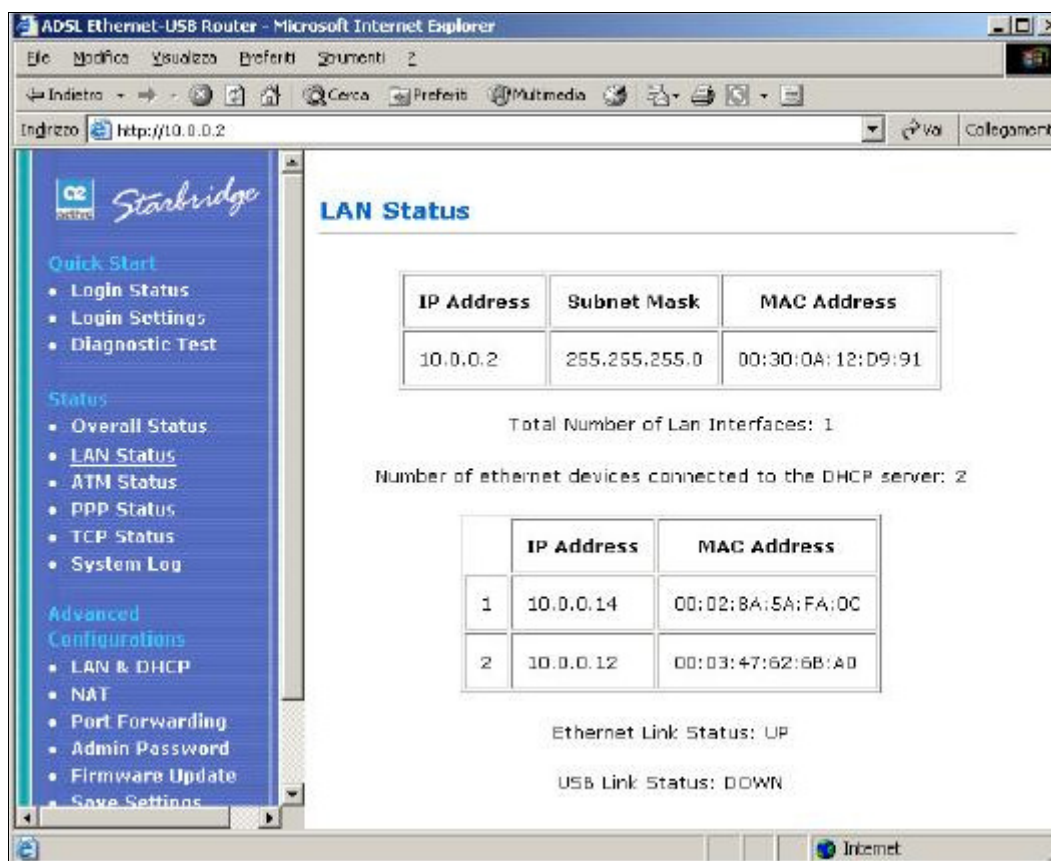 ADSL Ethernet-USB Router - Microsoft Internet Explorer
File Modifica Visualizza Preferiti Strumenti ?
Indietro Cerca Preferiti Multimedia
Indirizzo http://10.0.0.2 Vai Collegament
Starbridge
LAN Status
Quick Start
Login Status
Login Settings
Diagnostic Test
Status
Overall Status
LAN Status
ATM Status
PPP Status
TCP Status
System Log
Advanced
Configurations
LAN & DHCP
NAT
Port Forwarding
Admin Password
Firmware Update
Save Settings
IP Address Subnet Mask MAC Address
10.0.0.2 255.255.255.0 00:30:0A:12:D9:91
Total Number of Lan Interfaces: 1
Number of ethernet devices connected to the DHCP server: 2
IP Address MAC Address
1 10.0.0.14 00:02:8A:5A:FA:0C
2 10.0.0.12 00:03:47:62:6B:A0
Ethernet Link Status: UP
USB Link Status: DOWN
Internet